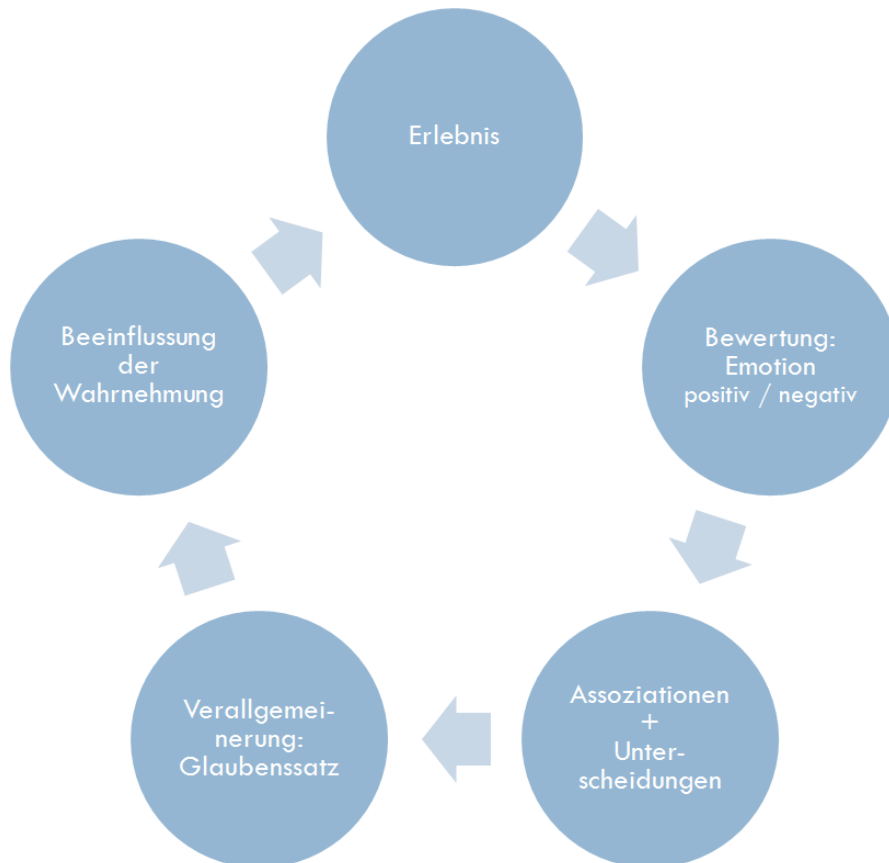 Erlebnis
Bewertung:
Emotion
positiv / negativ
Assoziationen
+
Unter-
scheidungen
Verallgemei-
nerung:
Glaubenssatz
Beeinflussung
der
Wahrnehmung